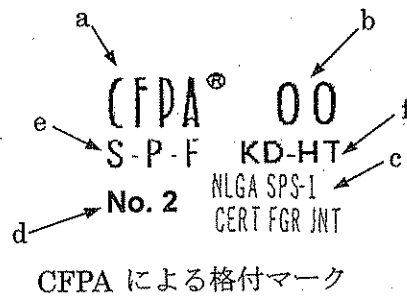 a b
CFPA® 00
e f
S-P-F KD-HT
c
NLGA SPS-1
No. 2
CERT FGR JNT
d
CFPA による格付マーク